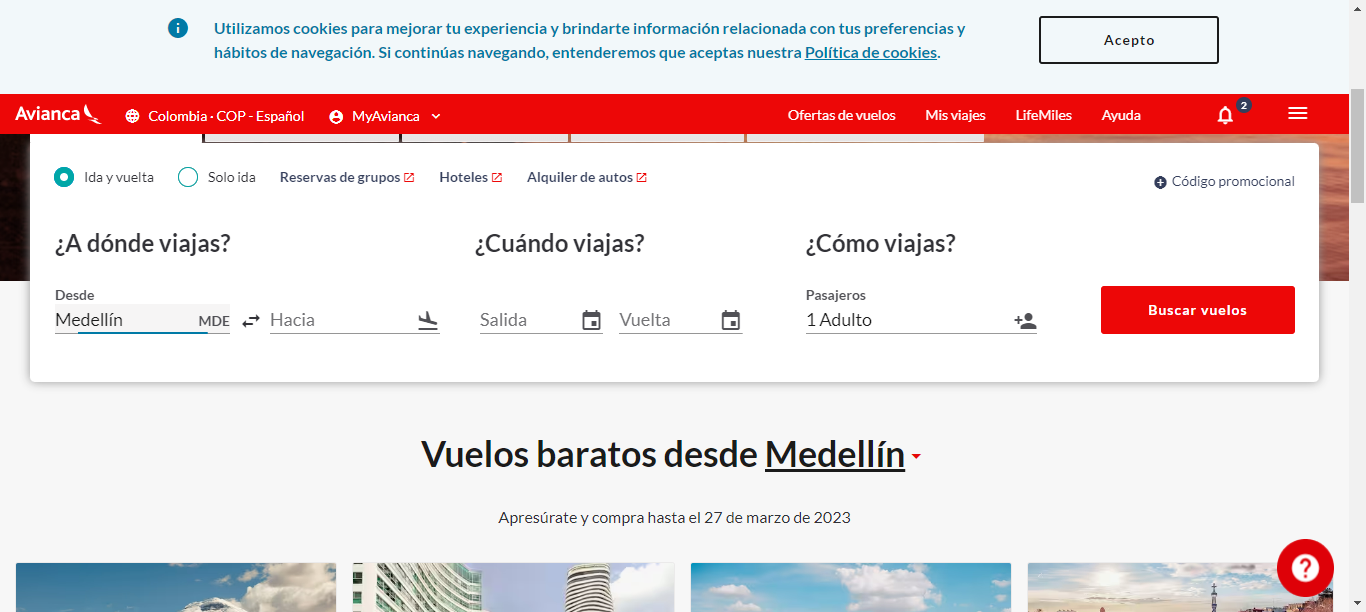 Utilizamos cookies para mejorar tu experiencia y brindarte información relacionada con tus preferencias y
hábitos de navegación. Si continúas navegando, entenderemos que aceptas nuestra Política de cookies.
Acepto
Avianca
Colombia · COP - Español
MyAvianca
Ofertas de vuelos
Mis viajes
LifeMiles
Ayuda
2
Ida y vuelta
Solo ida
Reservas de grupos
Hoteles
Alquiler de autos
Código promocional
¿A dónde viajas?
¿Cuándo viajas?
¿Cómo viajas?
Desde
Medellín MDE
Hacia
Salida
Vuelta
Pasajeros
1 Adulto
Buscar vuelos
Vuelos baratos desde Medellín
Apresúrate y compra hasta el 27 de marzo de 2023